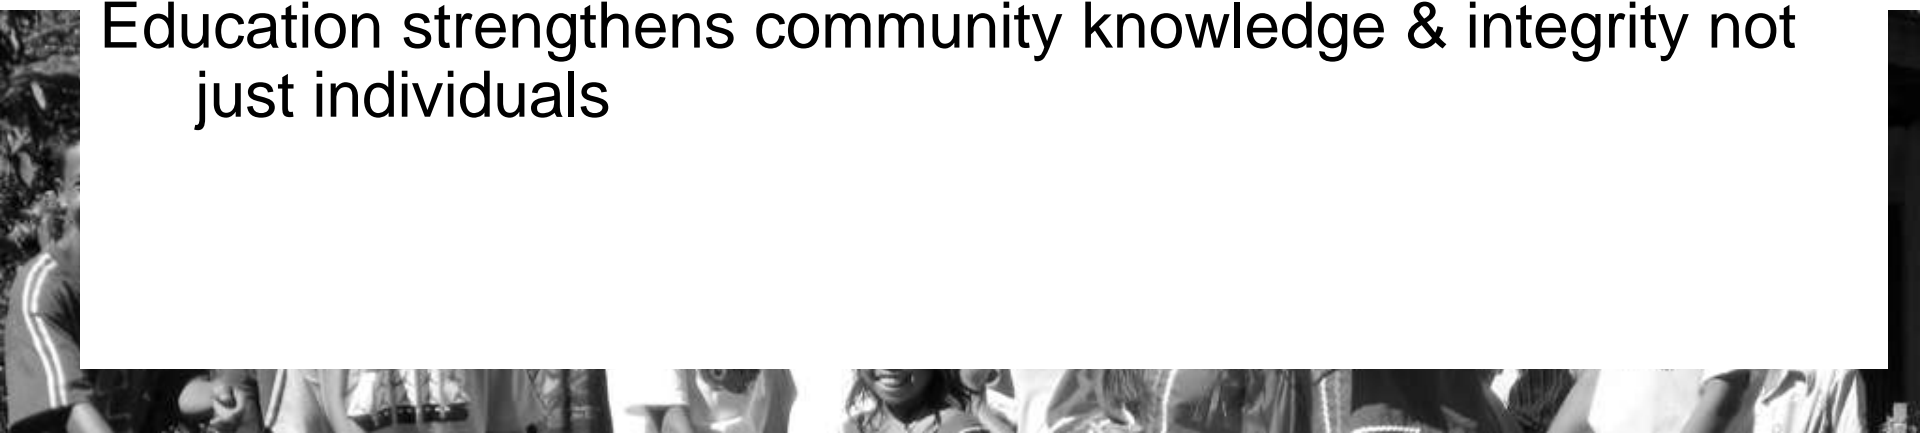 Education strengthens community knowledge & integrity not
just individuals